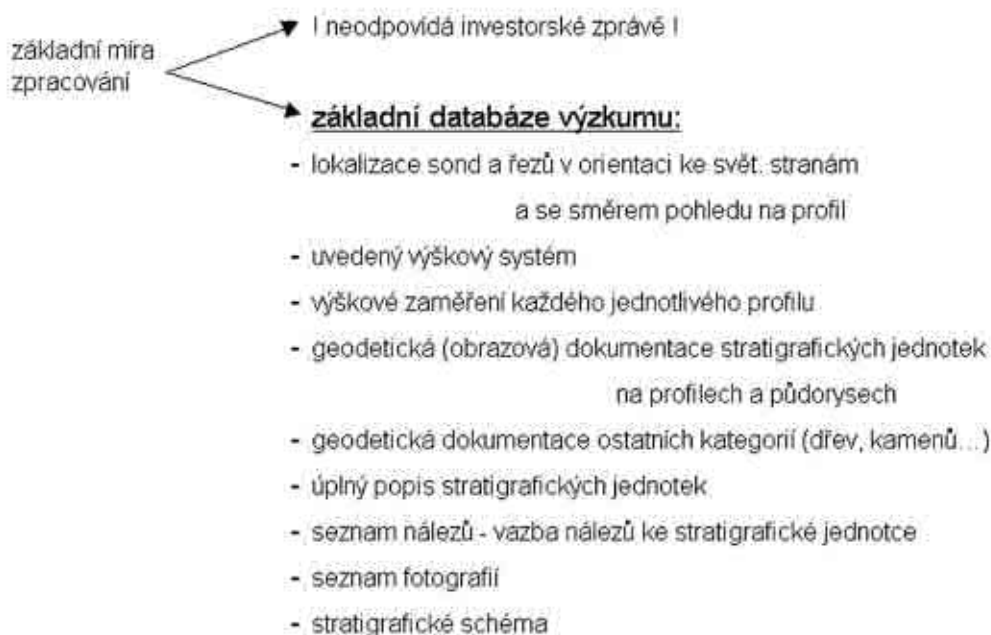 ! neodpovídá investorské zprávě !
základní míra
zpracování
základní databáze výzkumu:
- lokalizace sond a řezů v orientaci ke svět. stranám
a se směrem pohledu na profil
- uvedený výškový systém
- výškové zaměření každého jednotlivého profilu
- geodetická (obrazová) dokumentace stratigrafických jednotek
na profilech a půdorysech
- geodetická dokumentace ostatních kategorií (dřev, kamenů...)
- úplný popis stratigrafických jednotek
- seznam nálezů - vazba nálezů ke stratigrafické jednotce
- seznam fotografií
- stratigrafické schéma